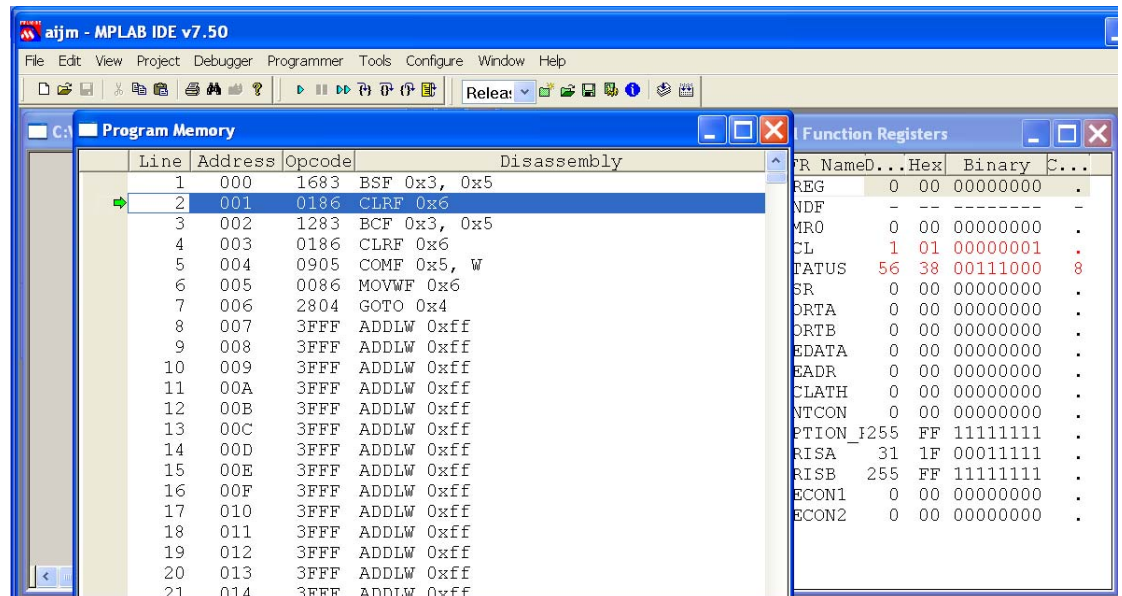 aijm - MPLAB IDE v7.50
File Edit View Project Debugger Programmer Tools Configure Window Help
Releas
C:\
Program Memory
Line Address Opcode Disassembly
1 000 1683 BSF 0x3, 0x5
2 001 0186 CLRF 0x6
3 002 1283 BCF 0x3, 0x5
4 003 0186 CLRF 0x6
5 004 0905 COMF 0x5, W
6 005 0086 MOVWF 0x6
7 006 2804 GOTO 0x4
8 007 3FFF ADDLW 0xff
9 008 3FFF ADDLW 0xff
10 009 3FFF ADDLW 0xff
11 00A 3FFF ADDLW 0xff
12 00B 3FFF ADDLW 0xff
13 00C 3FFF ADDLW 0xff
14 00D 3FFF ADDLW 0xff
15 00E 3FFF ADDLW 0xff
16 00F 3FFF ADDLW 0xff
17 010 3FFF ADDLW 0xff
18 011 3FFF ADDLW 0xff
19 012 3FFF ADDLW 0xff
20 013 3FFF ADDLW 0xff
21 014 3FFF ADDLW 0xff
l Function Registers
FR Name D... Hex Binary C...
REG 0 00 00000000 .
NDF - -- -------- -
MR0 0 00 00000000 .
CL 1 01 00000001 .
TATUS 56 38 00111000 8
SR 0 00 00000000 .
ORTA 0 00 00000000 .
ORTB 0 00 00000000 .
EDATA 0 00 00000000 .
EADR 0 00 00000000 .
CLATH 0 00 00000000 .
NTCON 0 00 00000000 .
PTION_R 255 FF 11111111 .
RISA 31 1F 00011111 .
RISB 255 FF 11111111 .
ECON1 0 00 00000000 .
ECON2 0 00 00000000 .